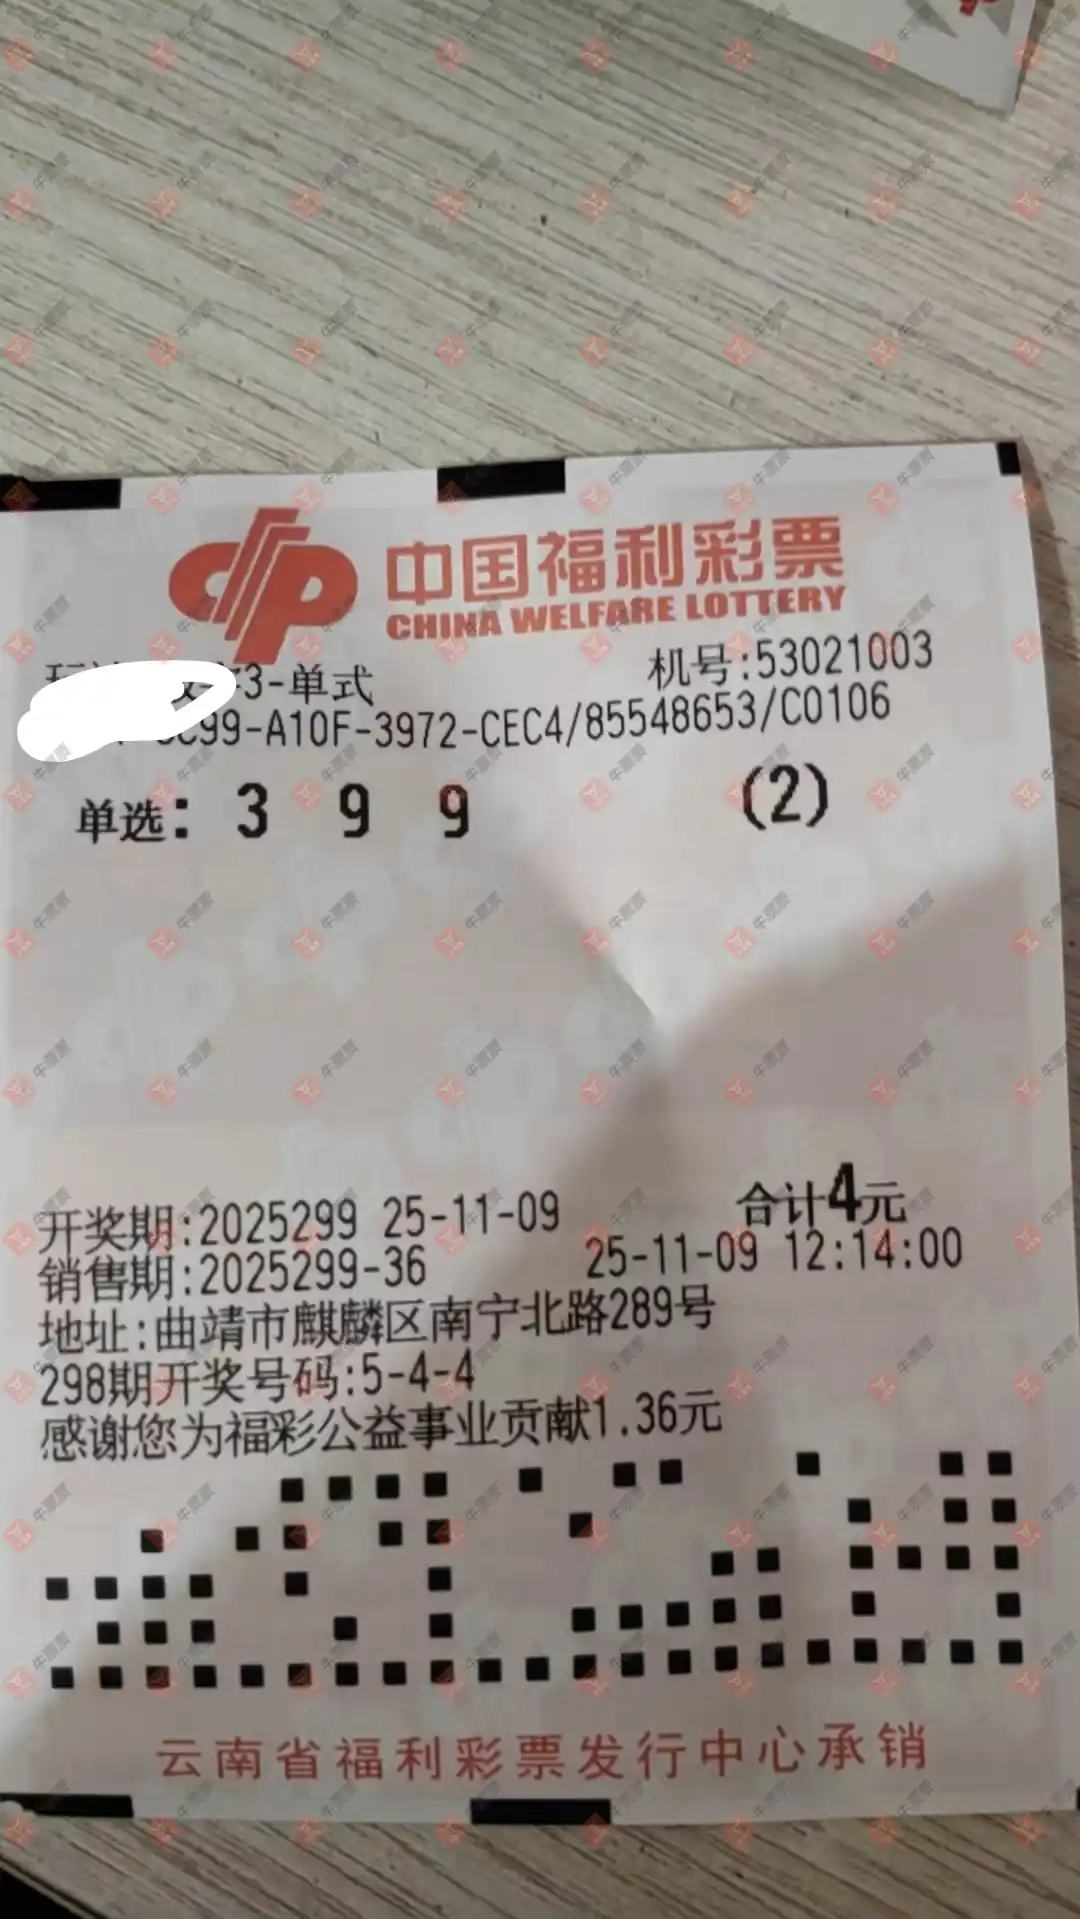 中国福利彩票
CHINA WELFARE LOTTERY
3-单式 机号:53021003
C99-A10F-3972-CEC4/85548653/C0106
单选: 3 9 9 (2)
开奖期:2025299 25-11-09 合计4元
销售期:2025299-36 25-11-09 12:14:00
地址:曲靖市麒麟区南宁北路289号
298期开奖号码:5-4-4
感谢您为福彩公益事业贡献1.36元
云南省福利彩票发行中心承销